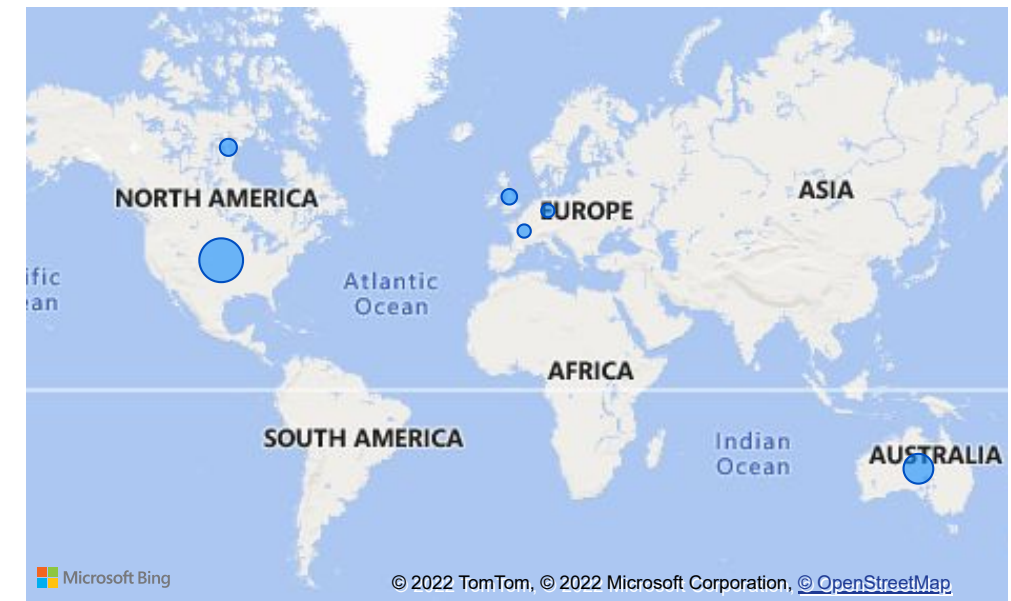 NORTH AMERICA
EUROPE
ASIA
ific
ean
Atlantic
Ocean
AFRICA
SOUTH AMERICA
Indian
Ocean
AUSTRALIA
Microsoft Bing
© 2022 TomTom, © 2022 Microsoft Corporation, © OpenStreetMap